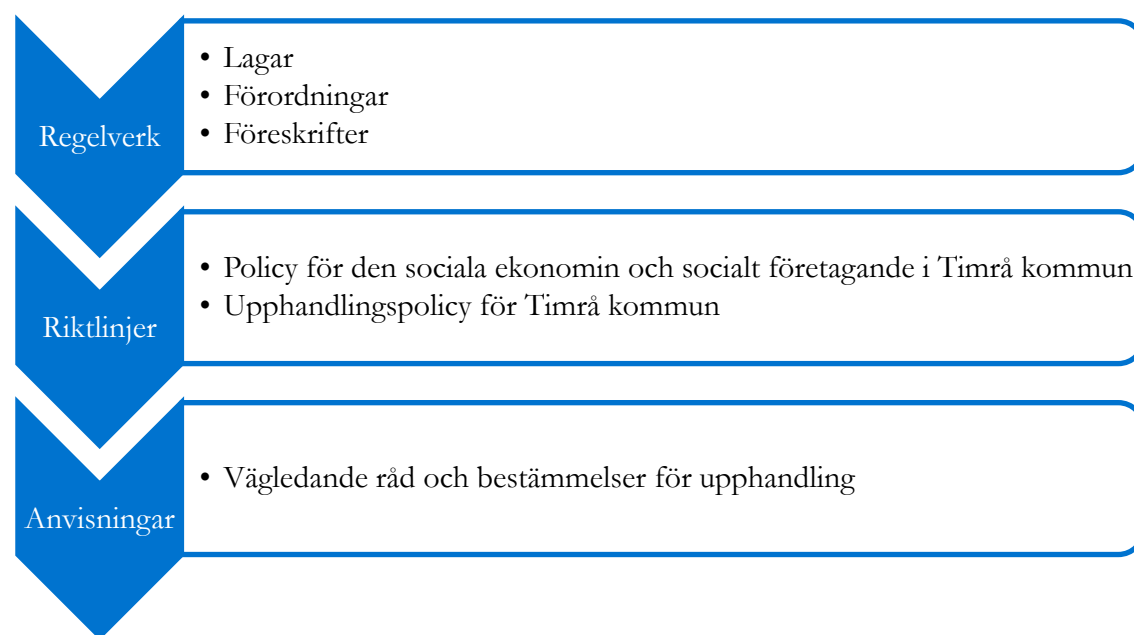 Regelverk
• Lagar
• Förordningar
• Föreskrifter
Riktlinjer
• Policy för den sociala ekonomin och socialt företagande i Timrå kommun
• Upphandlingspolicy för Timrå kommun
Anvisningar
• Vägledande råd och bestämmelser för upphandling